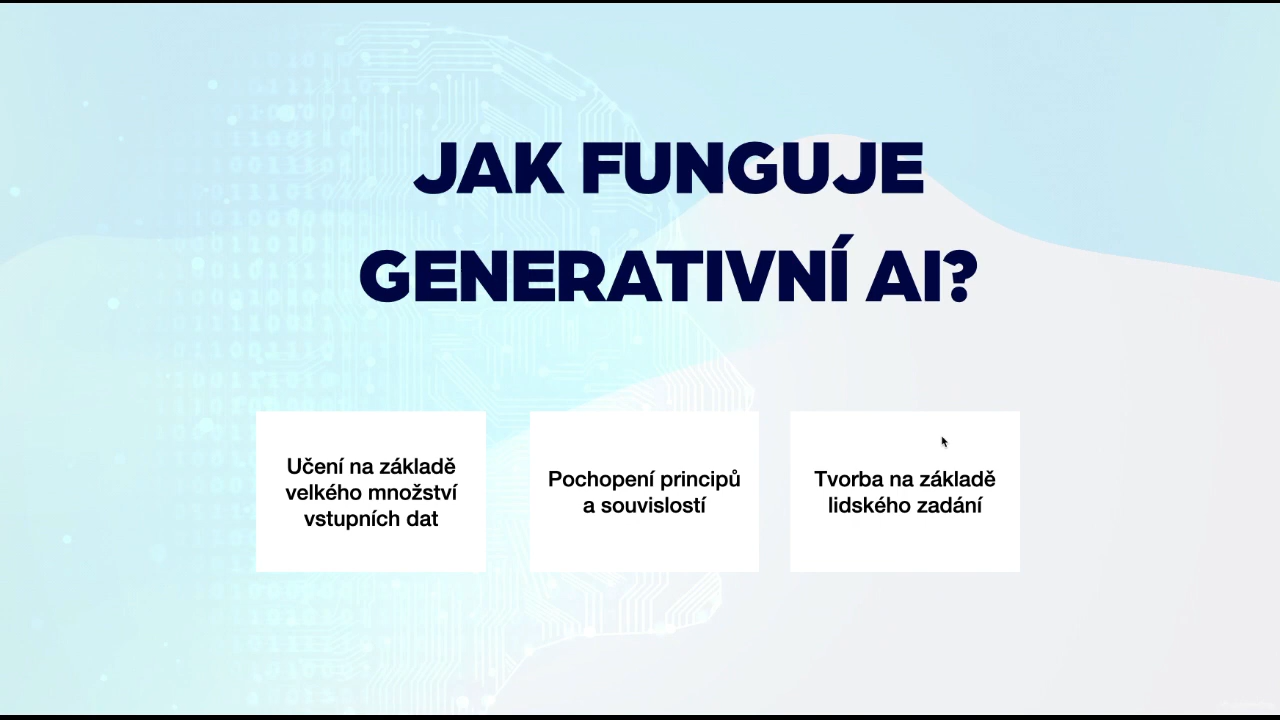 JAK FUNGUJE
GENERATIVNÍ AI?
Učení na základě
velkého množství
vstupních dat
Pochopení principů
a souvislostí
Tvorba na základě
lidského zadání